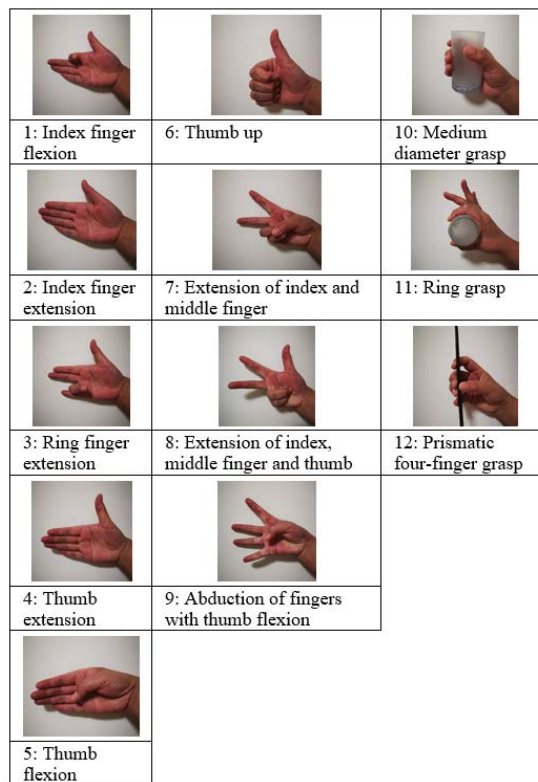 1: Index finger
flexion
6: Thumb up
10: Medium
diameter grasp
2: Index finger
extension
7: Extension of index and
middle finger
11: Ring grasp
3: Ring finger
extension
8: Extension of index,
middle finger and thumb
12: Prismatic
four-finger grasp
4: Thumb
extension
9: Abduction of fingers
with thumb flexion
5: Thumb
flexion